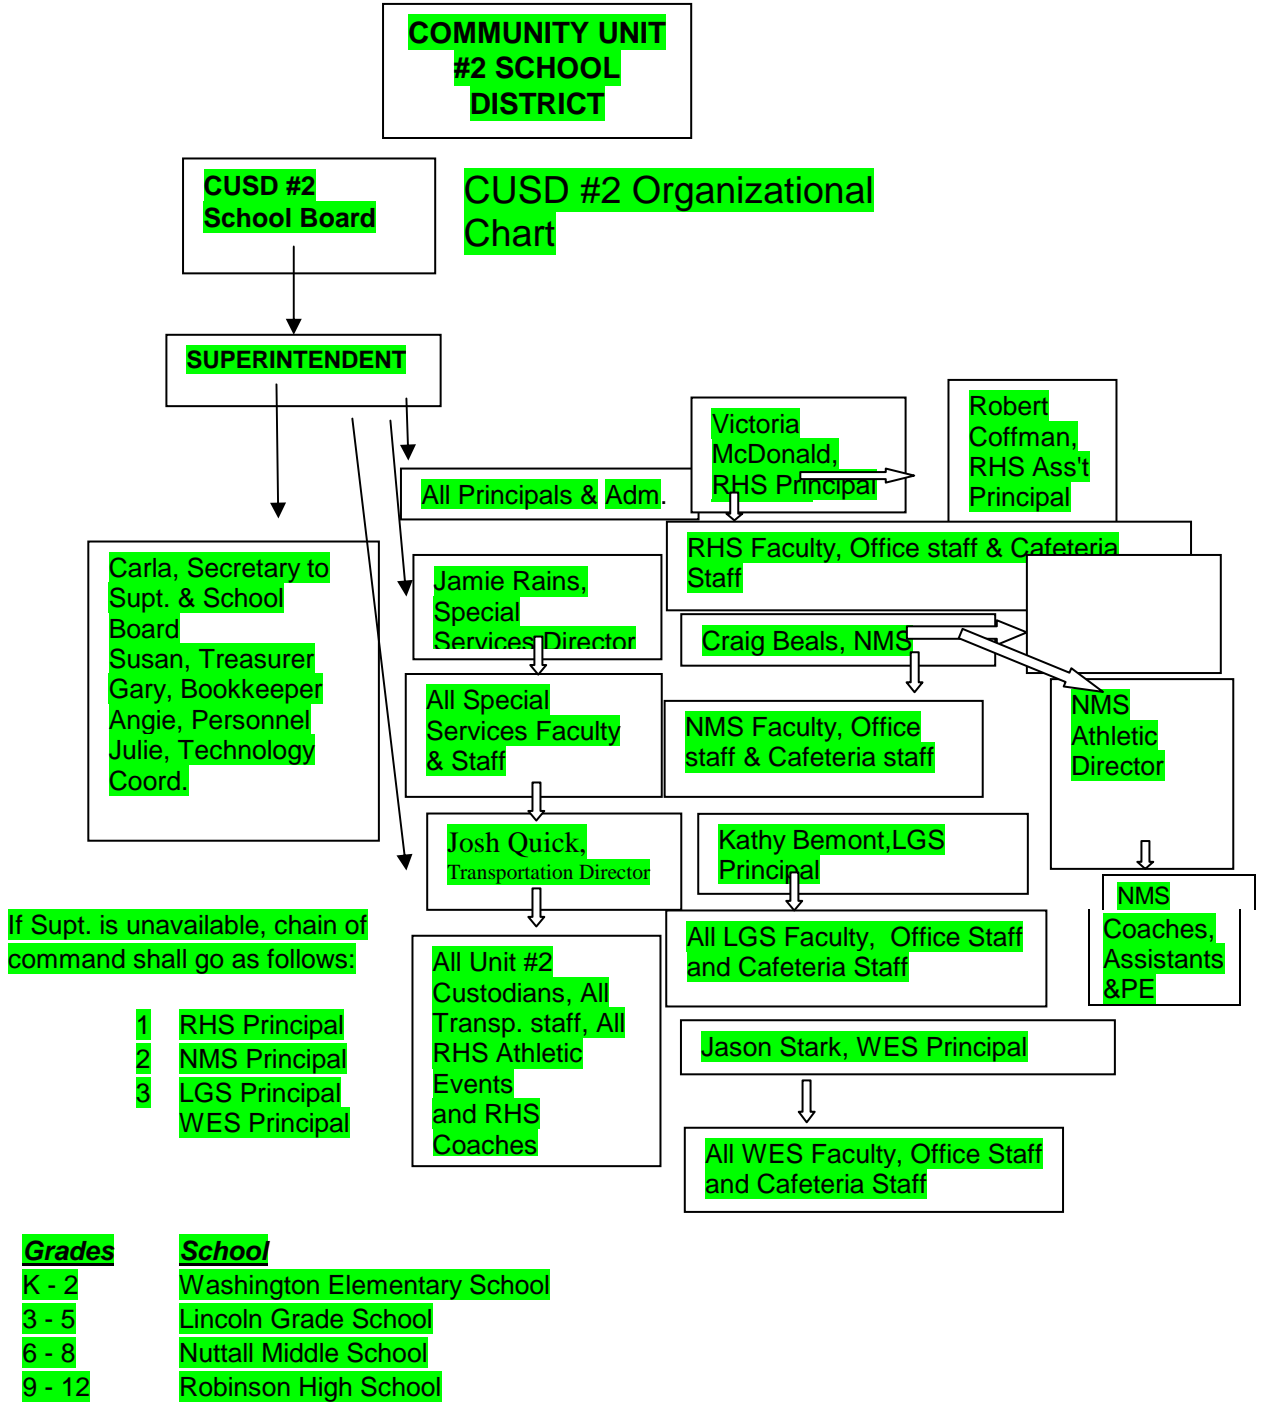 COMMUNITY UNIT
#2 SCHOOL
DISTRICT
CUSD #2
School Board
CUSD #2 Organizational
Chart
SUPERINTENDENT
Victoria
McDonald,
RHS Principal
Robert
Coffman,
RHS Ass't
Principal
All Principals & Adm.
RHS Faculty, Office staff & Cafeteria
Staff
Carla, Secretary to
Supt. & School
Board
Susan, Treasurer
Gary, Bookkeeper
Angie, Personnel
Julie, Technology
Coord.
Jamie Rains,
Special
Services Director
Craig Beals, NMS
All Special
Services Faculty
& Staff
NMS Faculty, Office
staff & Cafeteria staff
NMS
Athletic
Director
Josh Quick,
Transportation Director
Kathy Bemont,LGS
Principal
NMS
Coaches,
Assistants
&PE
If Supt. is unavailable, chain of
command shall go as follows:
All LGS Faculty, Office Staff
and Cafeteria Staff
All Unit #2
Custodians, All
Transp. staff, All
RHS Athletic
Events
and RHS
Coaches
1 RHS Principal
2 NMS Principal
3 LGS Principal
WES Principal
Jason Stark, WES Principal
All WES Faculty, Office Staff
and Cafeteria Staff
Grades School
K - 2 Washington Elementary School
3 - 5 Lincoln Grade School
6 - 8 Nuttall Middle School
9 - 12 Robinson High School